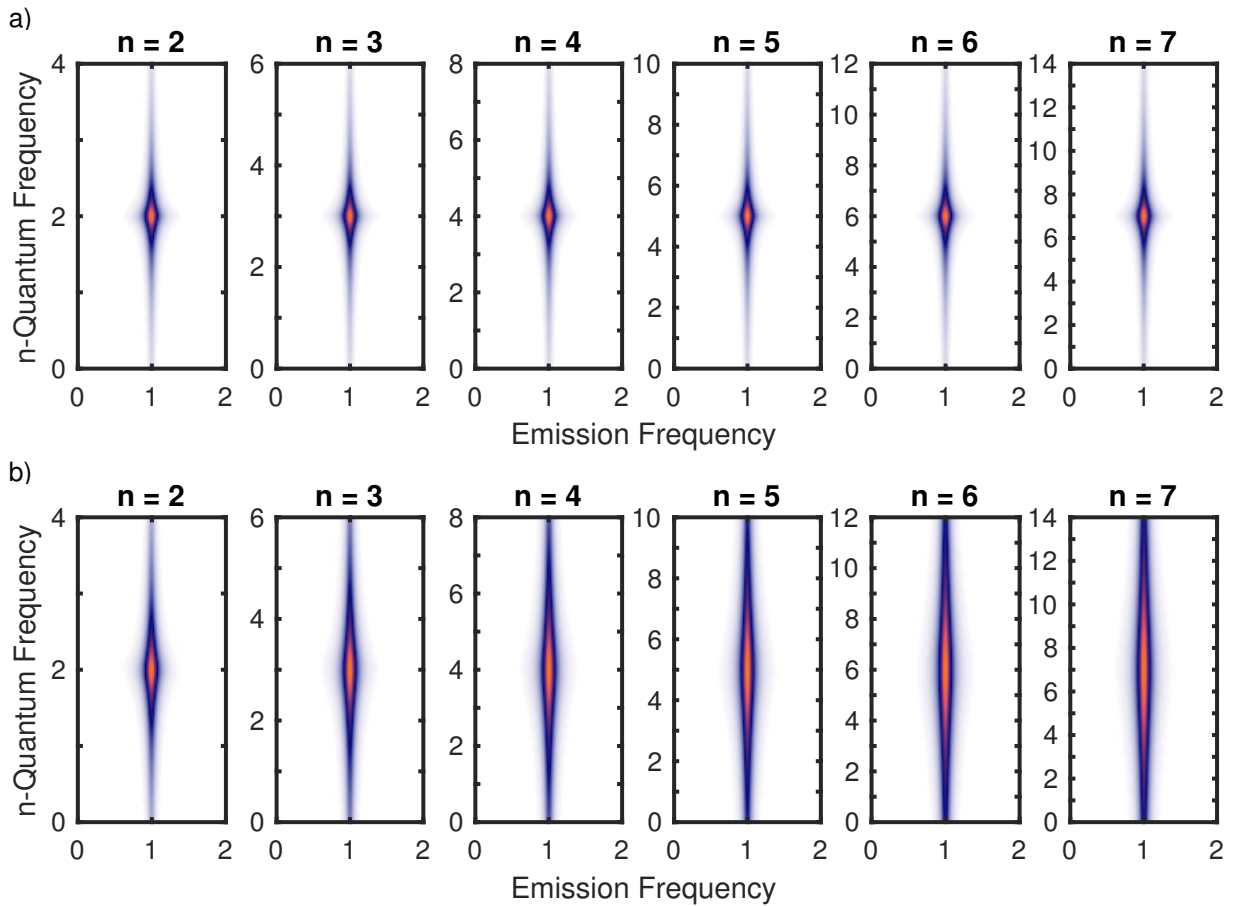 a)
n = 2 n = 3 n = 4 n = 5 n = 6 n = 7
n-Quantum Frequency
4 2 0
6 4 2 0
8 6 4 2 0
10 8 6 4 2 0
12 10 8 6 4 2 0
14 12 10 8 6 4 2 0
0 1 2 0 1 2 0 1 2 0 1 2 0 1 2 0 1 2
Emission Frequency
b)
n = 2 n = 3 n = 4 n = 5 n = 6 n = 7
n-Quantum Frequency
4 2 0
6 4 2 0
8 6 4 2 0
10 8 6 4 2 0
12 10 8 6 4 2 0
14 12 10 8 6 4 2 0
0 1 2 0 1 2 0 1 2 0 1 2 0 1 2 0 1 2
Emission Frequency